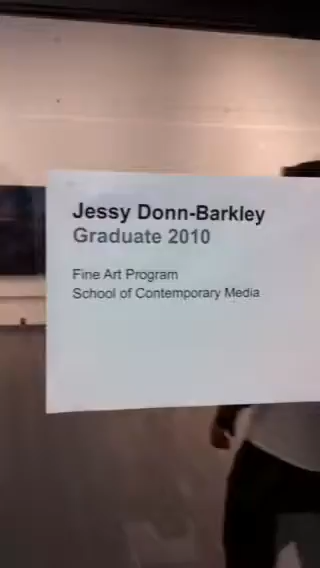 Jessy Donn-Barkley
Graduate 2010
Fine Art Program
School of Contemporary Media